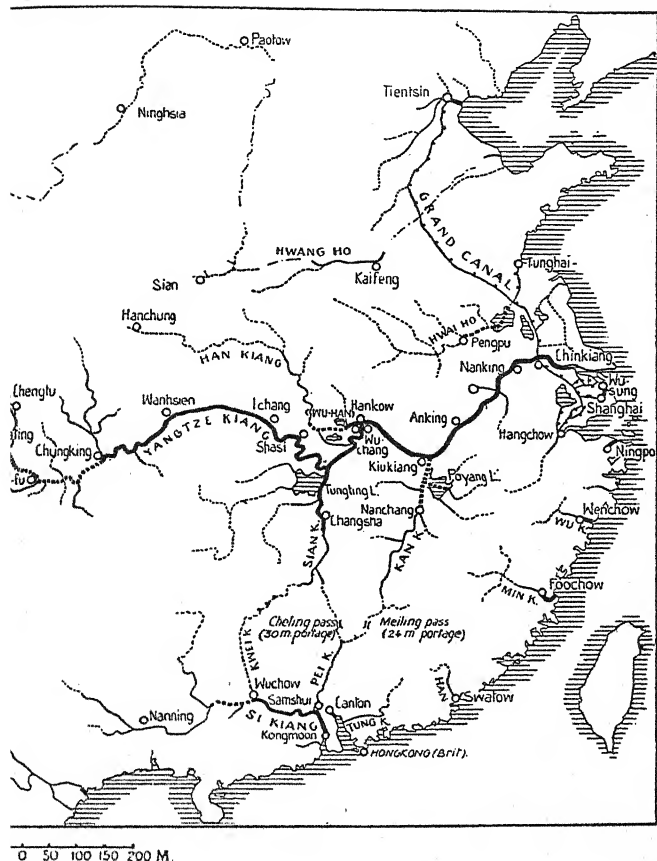 Paotow
Tientsin
Ninghsia
GRAND CANAL
HWANG HO
Tunghai
Sian
Kaifeng
Hanchung
HWAI HO
Pengpu
HAN KIANG
Chinkiang
Nanking
Wu-
sung
Chengtu
Wanhsien
Ichang
(WU-HAN)
Hankow
Shanghai
Anking
YANGTZE KIANG
Shasi
Wu-
chang
Hangchow
ting
Chungking
Kiukiang
Ningpo
-fu
Poyang L.
Tungting L.
Nanchang
Wenchow
Changsha
WU K.
SIAN K.
KAN K.
Foochow
MIN K.
Cheling pass
(30 m. portage)
Meiling pass
(24 m. portage)
KWEI K.
PEI K.
Wuchow
Samshui
Canton
HAN
Swatow
Nanning
SI KIANG
TUNG K.
Kongmoon
HONGKONG (Brit).
0 50 100 150 200 M.